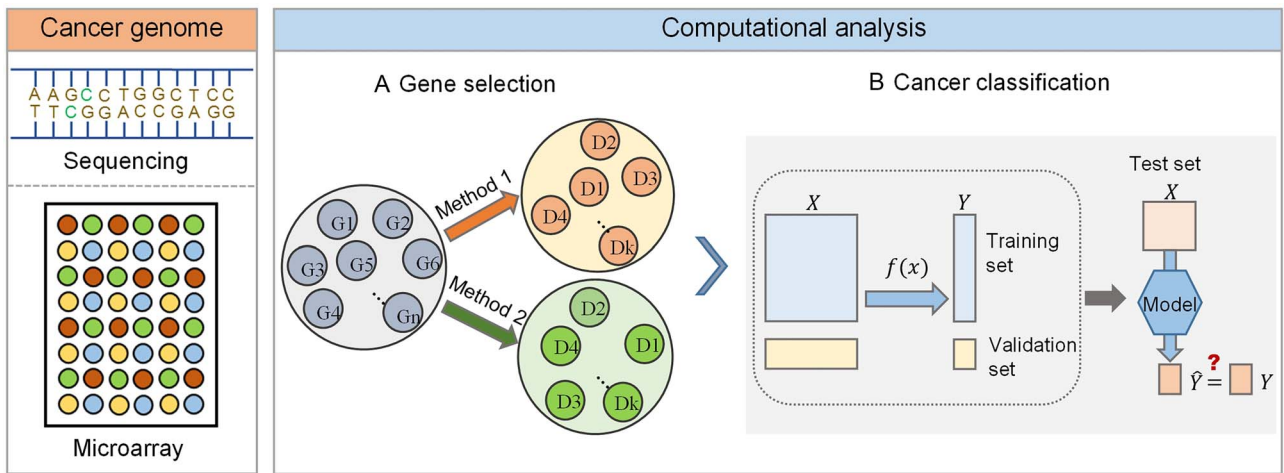 Cancer genome
A A G C C T G G C T C C
T T C G G A C C G A G G
Sequencing
Microarray
Computational analysis
A Gene selection
G1
G2
G3
G5
G6
G4
Gn
Method 1
Method 2
D2
D1
D3
D4
Dk
D2
D4
D1
D3
Dk
B Cancer classification
X
Y
f(x)
Training
set
Validation
set
Test set
X
Model
?
Ŷ = Y